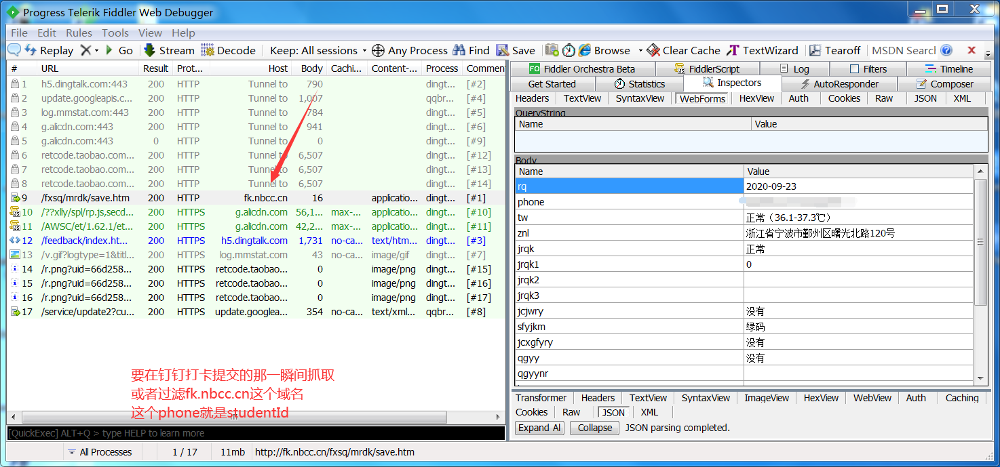 Progress Telerik Fiddler Web Debugger
File Edit Rules Tools View Help
Replay Go Stream Decode Keep: All sessions Any Process Find Save Browse Clear Cache TextWizard Tearoff MSDN Searcl
# URL Result Prot... Host Body Cachi... Content-... Process Commen
1 h5.dingtalk.com:443 200 HTTP Tunnel to 790 dingt... [#2]
2 update.googleapis.c... 200 HTTP Tunnel to 1,007 qqbr... [#4]
3 log.mmstat.com:443 200 HTTP Tunnel to 784 dingt... [#5]
4 g.alicdn.com:443 200 HTTP Tunnel to 941 dingt... [#6]
5 g.alicdn.com:443 0 HTTP Tunnel to 0 dingt... [#9]
6 retcode.taobao.com... 200 HTTP Tunnel to 6,507 dingt... [#12]
7 retcode.taobao.com... 200 HTTP Tunnel to 6,507 dingt... [#13]
8 retcode.taobao.com... 200 HTTP Tunnel to 6,507 dingt... [#14]
9 /fxsq/mrdk/save.htm 200 HTTP fk.nbcc.cn 16 applicatio... dingt... [#1]
10 /??xlly/spl/rp.js,secd... 200 HTTPS g.alicdn.com 56,1... max-... applicatio... dingt... [#10]
11 /AWSC/et/1.62.1/et... 200 HTTPS g.alicdn.com 42,2... max-... applicatio... dingt... [#11]
12 /feedback/index.ht... 200 HTTPS h5.dingtalk.com 1,731 no-ca... text/htm... dingt... [#3]
13 /v.gif?logtype=1&titl... 200 HTTPS log.mmstat.com 43 no-ca... image/gif dingt... [#7]
14 /r.png?uid=66d258... 200 HTTPS retcode.taobao... 0 image/png dingt... [#15]
15 /r.png?uid=66d258... 200 HTTPS retcode.taobao... 0 image/png dingt... [#16]
16 /r.png?uid=66d258... 200 HTTPS retcode.taobao... 0 image/png dingt... [#17]
17 /service/update2?cu... 200 HTTPS update.googlea... 354 no-ca... text/xml... qqbr... [#8]
要在钉钉打卡提交的那一瞬间抓取
或者过滤fk.nbcc.cn这个域名
这个phone就是studentId
[QuickExec] ALT+Q > type HELP to learn more
All Processes 1 / 17 11mb http://fk.nbcc.cn/fxsq/mrdk/save.htm
FO Fiddler Orchestra Beta FiddlerScript Log Filters Timeline
Get Started Statistics Inspectors AutoResponder Composer
Headers TextView SyntaxView WebForms HexView Auth Cookies Raw JSON XML
QueryString
Name Value
Body
Name Value
rq 2020-09-23
phone
tw 正常（36.1-37.3℃）
znl 浙江省宁波市鄞州区曙光北路120号
jrqk 正常
jrqk1 0
jrqk2
jrqk3
jcjwry 没有
sfyjkm 绿码
jcxgfyry 没有
qgyy 没有
qgyynr
Transformer Headers TextView SyntaxView ImageView HexView WebView Auth Caching
Cookies Raw JSON XML
Expand Al Collapse JSON parsing completed.